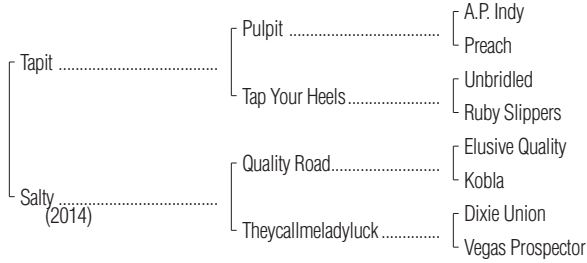 A.P. Indy
Pulpit ........................................
Preach
Tapit ........................................
Unbridled
Tap Your Heels........................
Ruby Slippers
Elusive Quality
Quality Road............................
Kobla
Salty ........................................
(2014)
Dixie Union
Theycallmeladyluck ...............
Vegas Prospector